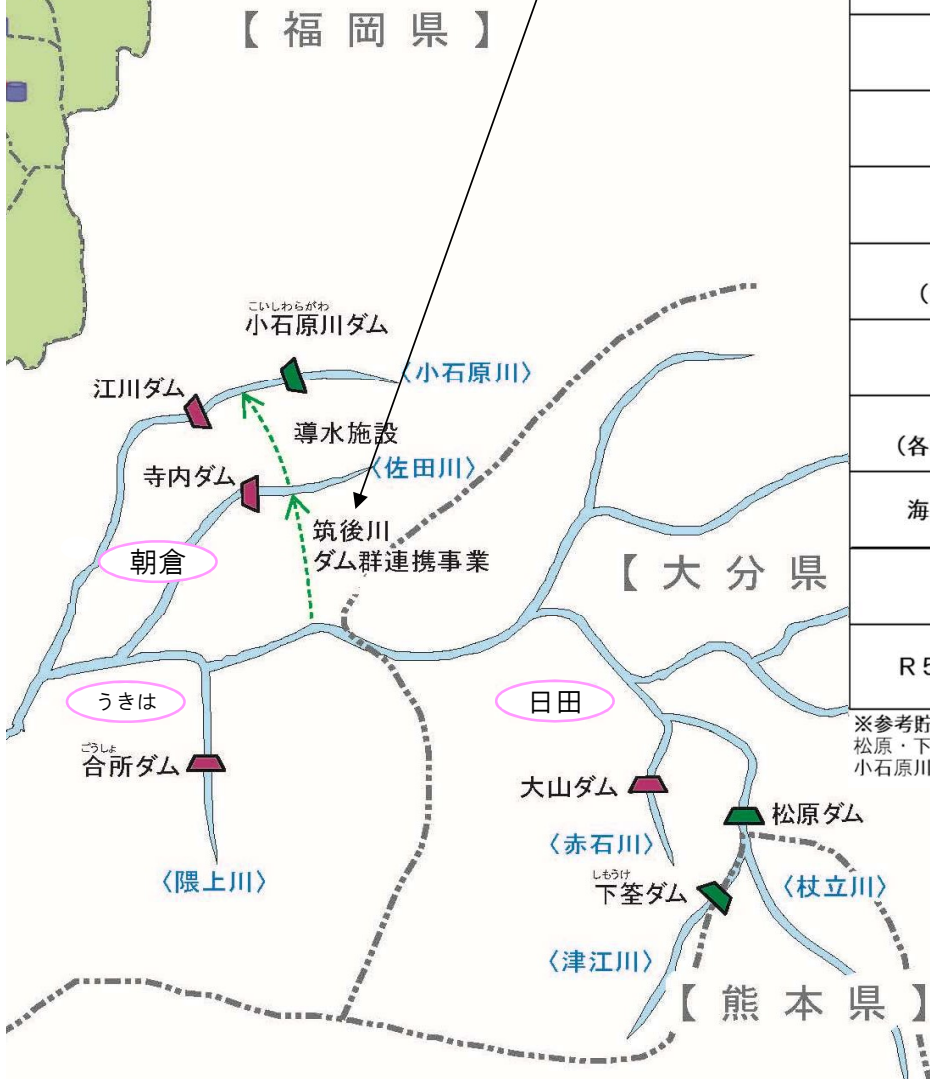 【福岡県】
こいしわらがわ
小石原川ダム
〈小石原川〉
江川ダム
導水施設
寺内ダム
〈佐田川〉
筑後川
ダム群連携事業
朝倉
【大分県
うきは
日田
ごうしょ
合所ダム
大山ダム
松原ダム
〈赤石川〉
〈隈上川〉
しもうけ
下筌ダム
〈杖立川〉
〈津江川〉
【熊本県】
（
（各
海
R5
※参考貯
松原・下
小石原川